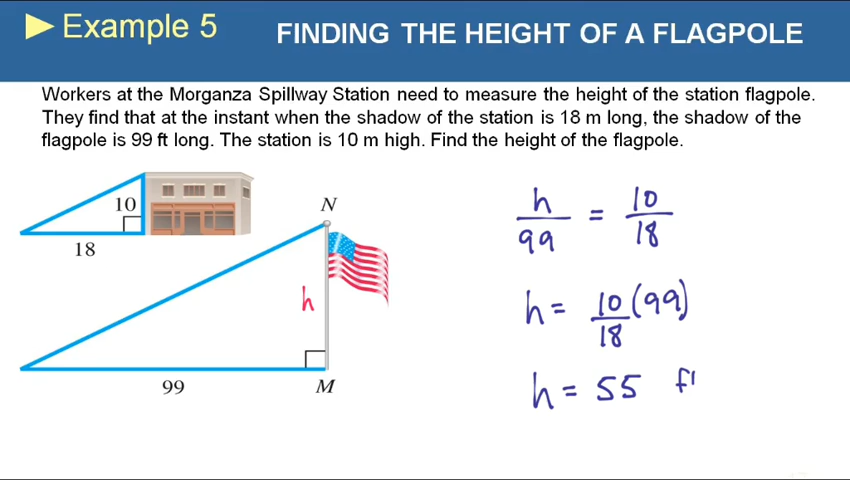 Example 5
FINDING THE HEIGHT OF A FLAGPOLE
Workers at the Morganza Spillway Station need to measure the height of the station flagpole.
They find that at the instant when the shadow of the station is 18 m long, the shadow of the
flagpole is 99 ft long. The station is 10 m high. Find the height of the flagpole.
10
18
N
h
99
M
h/99 = 10/18
h = 10/18 (99)
h = 55